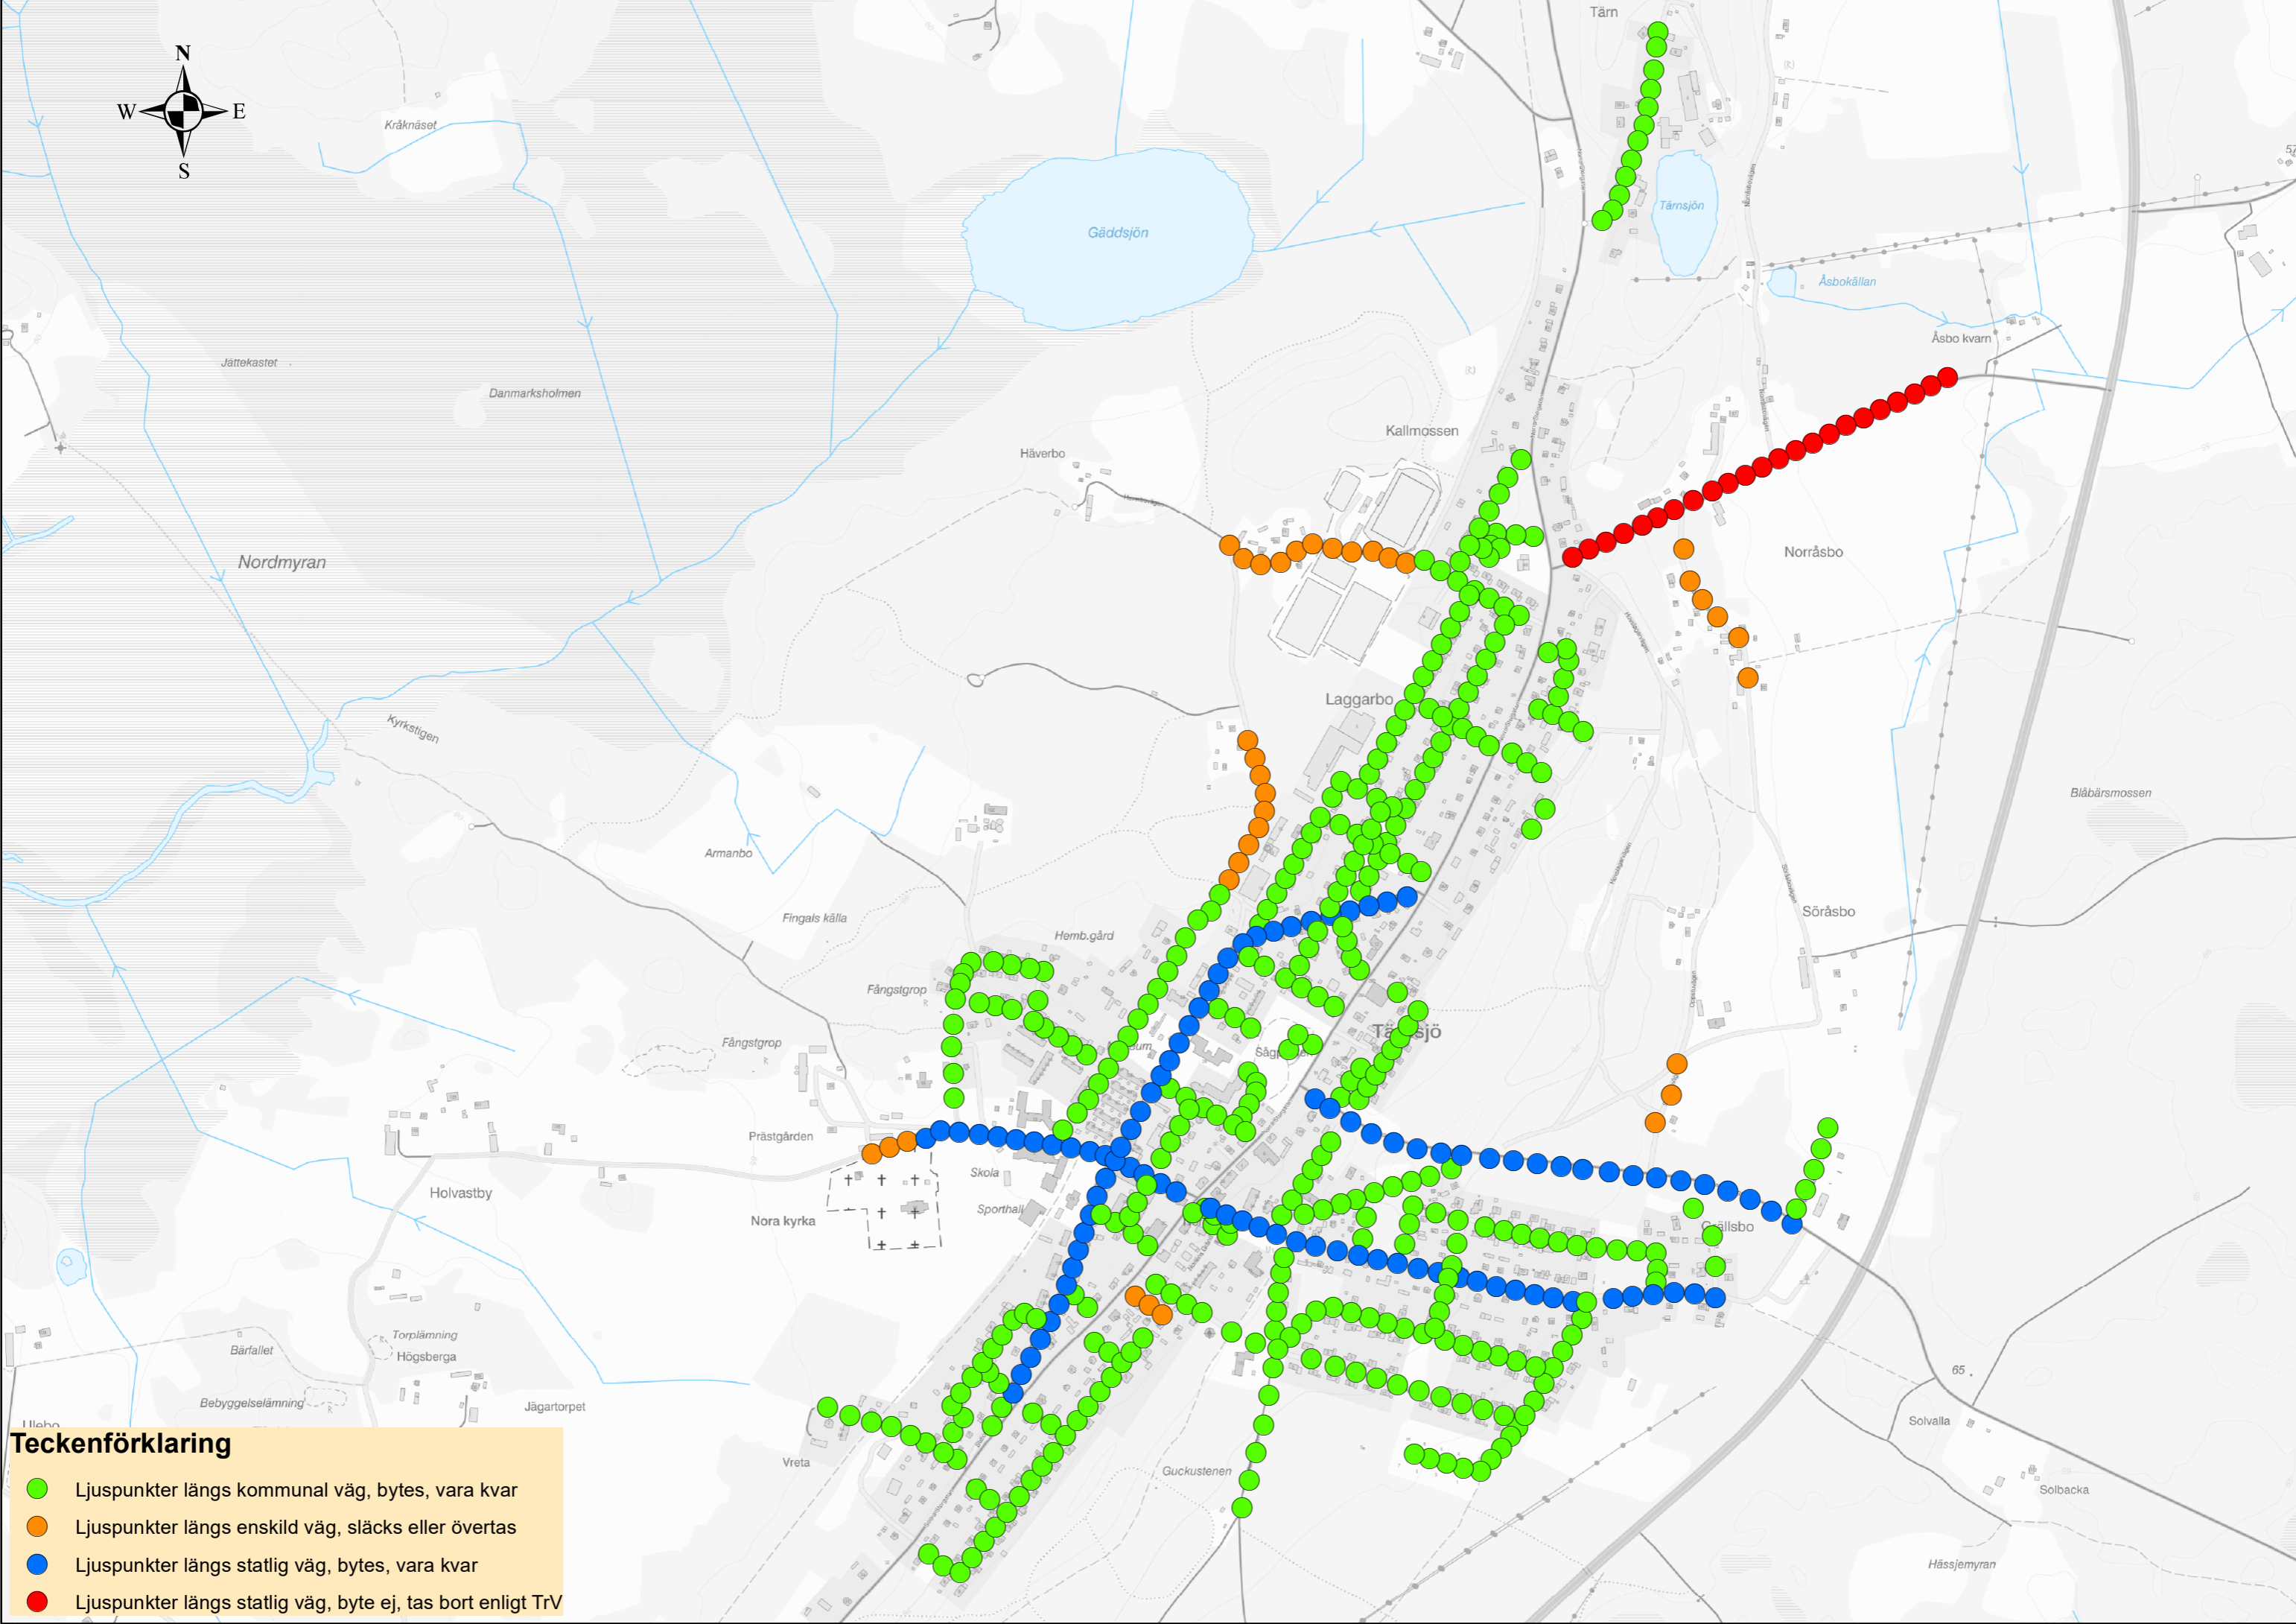 Tärn
N
W
E
S
Kråknäset
Tärnsjön
Gäddsjön
Åsbokällan
Åsbo kvarn
Jättekastet
Danmarksholmen
Kallmossen
Häverbo
Norråsbo
Nordmyran
Laggarbo
Kyrkstigen
Blåbärsmossen
Armanbo
Fingals källa
Söråsbo
Hemb.gård
Fångstgrop
Fångstgrop
Prästgården
Skola
Holvastby
Sporthall
Nora kyrka
Torplämning
Bärfallet
Högsberga
65
Bebyggelselämning
Jägartorpet
Solvalla
Vreta
Guckustenen
Solbacka
Hässjemyran
Teckenförklaring
Ljuspunkter längs kommunal väg, bytes, vara kvar
Ljuspunkter längs enskild väg, släcks eller övertas
Ljuspunkter längs statlig väg, bytes, vara kvar
Ljuspunkter längs statlig väg, byte ej, tas bort enligt TrV